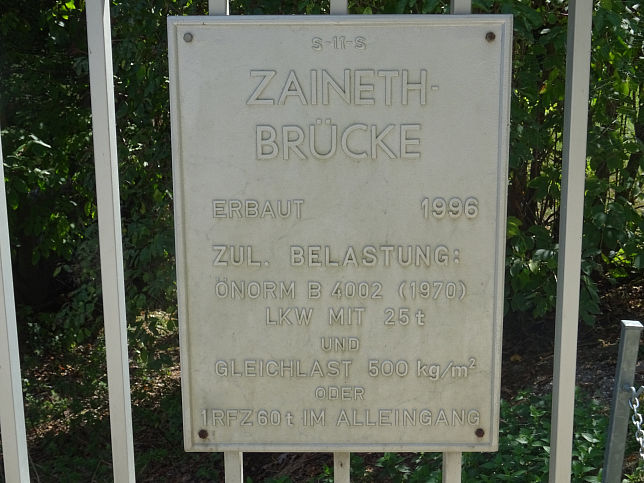 S-11-S
ZAINETH-
BRÜCKE
ERBAUT 1996
ZUL. BELASTUNG:
ÖNORM B 4002 (1970)
LKW MIT 25t
UND
GLEICHLAST 500 kg/m²
ODER
1RFZ60t IM ALLEINGANG